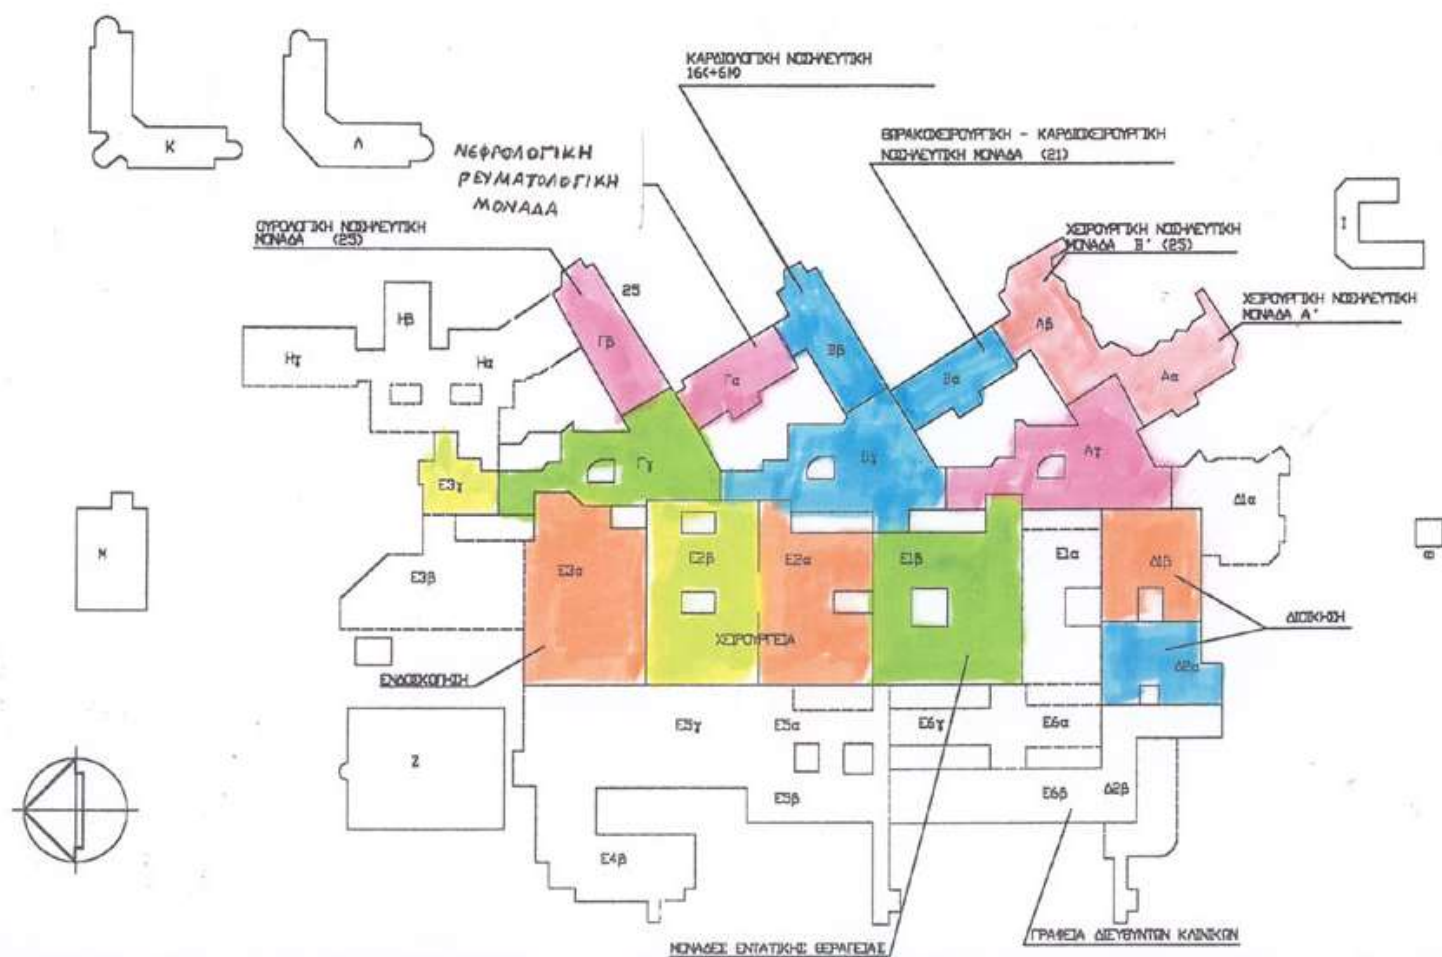 ΚΑΡΔΙΟΛΟΓΙΚΗ ΝΟΣΗΛΕΥΤΙΚΗ
16(+6)
ΘΩΡΑΚΟΧΕΙΡΟΥΡΓΙΚΗ - ΚΑΡΔΙΟΧΕΙΡΟΥΡΓΙΚΗ
ΝΟΣΗΛΕΥΤΙΚΗ ΜΟΝΑΔΑ (21)
Κ
Λ
ΝΕΦΡΟΛΟΓΙΚΗ
ΡΕΥΜΑΤΟΛΟΓΙΚΗ
ΜΟΝΑΔΑ
ΟΥΡΟΛΟΓΙΚΗ ΝΟΣΗΛΕΥΤΙΚΗ
ΜΟΝΑΔΑ (25)
ΧΕΙΡΟΥΡΓΙΚΗ ΝΟΣΗΛΕΥΤΙΚΗ
ΜΟΝΑΔΑ Β' (25)
Ι
ΧΕΙΡΟΥΡΓΙΚΗ ΝΟΣΗΛΕΥΤΙΚΗ
ΜΟΝΑΔΑ Α'
25
Ηβ
Ηγ
Ηα
Γβ
Γα
Ββ
Βα
Αβ
Αα
Ε3γ
Γγ
Βγ
Αγ
Δ1α
Μ
Ε3β
Ε3α
Ε2β
Ε2α
Ε1β
Ε1α
Δ1β
Θ
ΔΙΟΙΚΗΣΗ
ΧΕΙΡΟΥΡΓΕΙΑ
Δ2α
ΕΝΔΟΣΚΟΠΗΣΗ
Ζ
Ε5γ
Ε5α
Ε6γ
Ε6α
Ε5β
Ε6β
Δ2β
Ε4β
ΜΟΝΑΔΕΣ ΕΝΤΑΤΙΚΗΣ ΘΕΡΑΠΕΙΑΣ
ΓΡΑΦΕΙΑ ΔΙΕΥΘΥΝΤΩΝ ΚΛΙΝΙΚΩΝ